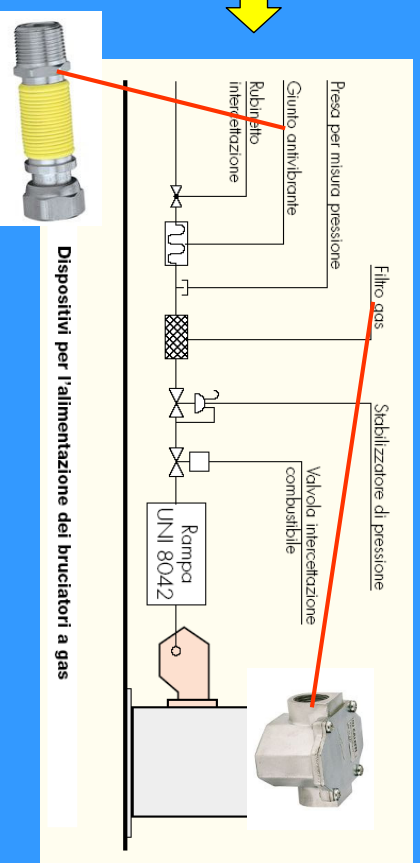 Rubinetto
intercettazione
Giunto antivibrante
Presa per misura pressione
Filtro gas
Stabilizzatore di pressione
Valvola intercettazione
combustibile
Rampa
UNI 8042
Dispositivi per l'alimentazione dei bruciatori a gas